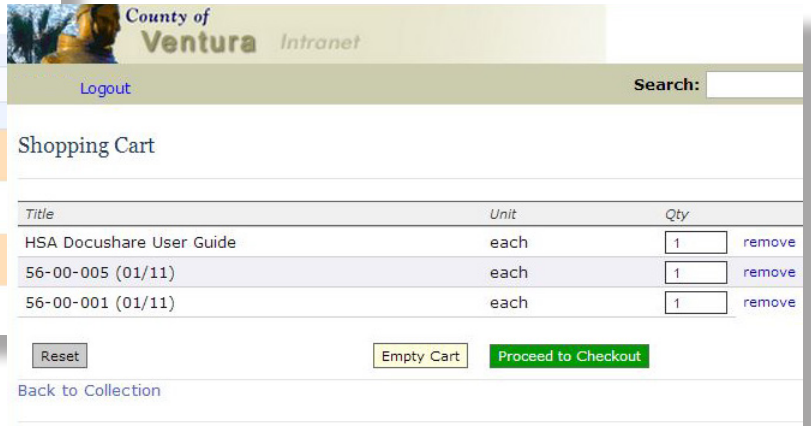 County of
Ventura Intranet
Logout Search:
Shopping Cart
Title Unit Qty
HSA Docushare User Guide each 1 remove
56-00-005 (01/11) each 1 remove
56-00-001 (01/11) each 1 remove
Reset Empty Cart Proceed to Checkout
Back to Collection